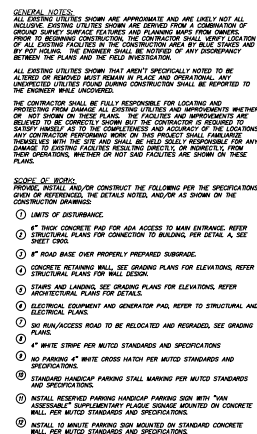 GENERAL NOTES:
ALL EXISTING UTILITIES SHOWN ARE APPROXIMATE AND ARE LIKELY NOT ALL
INCLUSIVE. EXISTING UTILITIES SHOWN ARE DERIVED FROM A COMBINATION OF
GROUND SURVEY SURFACE FEATURES AND PLANNING MAPS FROM OWNERS.
PRIOR TO BEGINNING CONSTRUCTION, THE CONTRACTOR SHALL VERIFY LOCATION
OF ALL EXISTING FACILITIES IN THE CONSTRUCTION AREA BY BLUE STAKES AND
BY POT HOLING. THE ENGINEER SHALL BE NOTIFIED OF ANY DISCREPANCY
BETWEEN THE PLANS AND THE FIELD INVESTIGATION.
ALL EXISTING UTILITIES SHOWN THAT AREN'T SPECIFICALLY NOTED TO BE
ALTERED OR REMOVED MUST REMAIN IN PLACE AND OPERATIONAL. ANY
UNEXPECTED UTILITIES FOUND DURING CONSTRUCTION SHALL BE REPORTED TO
THE ENGINEER WHILE UNCOVERED.
THE CONTRACTOR SHALL BE FULLY RESPONSIBLE FOR LOCATING AND
PROTECTING FROM DAMAGE ALL EXISTING UTILITIES AND IMPROVEMENTS WHETHER
OR NOT SHOWN ON THESE PLANS. THE FACILITIES AND IMPROVEMENTS ARE
BELIEVED TO BE CORRECTLY SHOWN BUT THE CONTRACTOR IS REQUIRED TO
SATISFY HIMSELF AS TO THE COMPLETENESS AND ACCURACY OF THE LOCATIONS
ANY CONTRACTOR PERFORMING WORK ON THIS PROJECT SHALL FAMILIARIZE
THEMSELVES WITH THE SITE AND SHALL BE HELD SOLELY RESPONSIBLE FOR ANY
DAMAGE TO EXISTING FACILITIES RESULTING DIRECTLY, OR INDIRECTLY, FROM
THEIR OPERATIONS, WHETHER OR NOT SAID FACILITIES ARE SHOWN ON THESE
PLANS.
SCOPE OF WORK:
PROVIDE, INSTALL AND/OR CONSTRUCT THE FOLLOWING PER THE SPECIFICATIONS
GIVEN OR REFERENCED, THE DETAILS NOTED, AND/OR AS SHOWN ON THE
CONSTRUCTION DRAWINGS:
1 LIMITS OF DISTURBANCE.
2 6" THICK CONCRETE PAD FOR ADA ACCESS TO MAIN ENTRANCE. REFER
STRUCTURAL PLANS FOR CONNECTION TO BUILDING, PER DETAIL A, SEE
SHEET C900.
3 8" ROAD BASE OVER PROPERLY PREPARED SUBGRADE.
4 CONCRETE RETAINING WALL, SEE GRADING PLANS FOR ELEVATIONS, REFER
STRUCTURAL PLANS FOR WALL DESIGN.
5 STAIRS AND LANDING, SEE GRADING PLANS FOR ELEVATIONS, REFER
ARCHITECTURAL PLANS FOR DETAILS.
6 ELECTRICAL EQUIPMENT AND GENERATOR PAD, REFER TO STRUCTURAL AND
ELECTRICAL PLANS.
7 SKI RUN/ACCESS ROAD TO BE RELOCATED AND REGRADED, SEE GRADING
PLANS.
8 4" WHITE STRIPE PER MUTCD STANDARDS AND SPECIFICATIONS
9 NO PARKING 4" WHITE CROSS HATCH PER MUTCD STANDARDS AND
SPECIFICATIONS.
10 STANDARD HANDICAP PARKING STALL MARKING PER MUTCD STANDARDS
AND SPECIFICATIONS.
11 INSTALL RESERVED PARKING HANDICAP PARKING SIGN WITH "VAN
ASSESSABLE" SUPPLEMENTARY PLAQUE SIGNAGE MOUNTED ON CONCRETE
WALL PER MUTCD STANDARDS AND SPECIFICATIONS.
12 INSTALL 10 MINUTE PARKING SIGN MOUNTED ON STANDARD CONCRETE
WALL PER MUTCD STANDARDS AND SPECIFICATIONS.